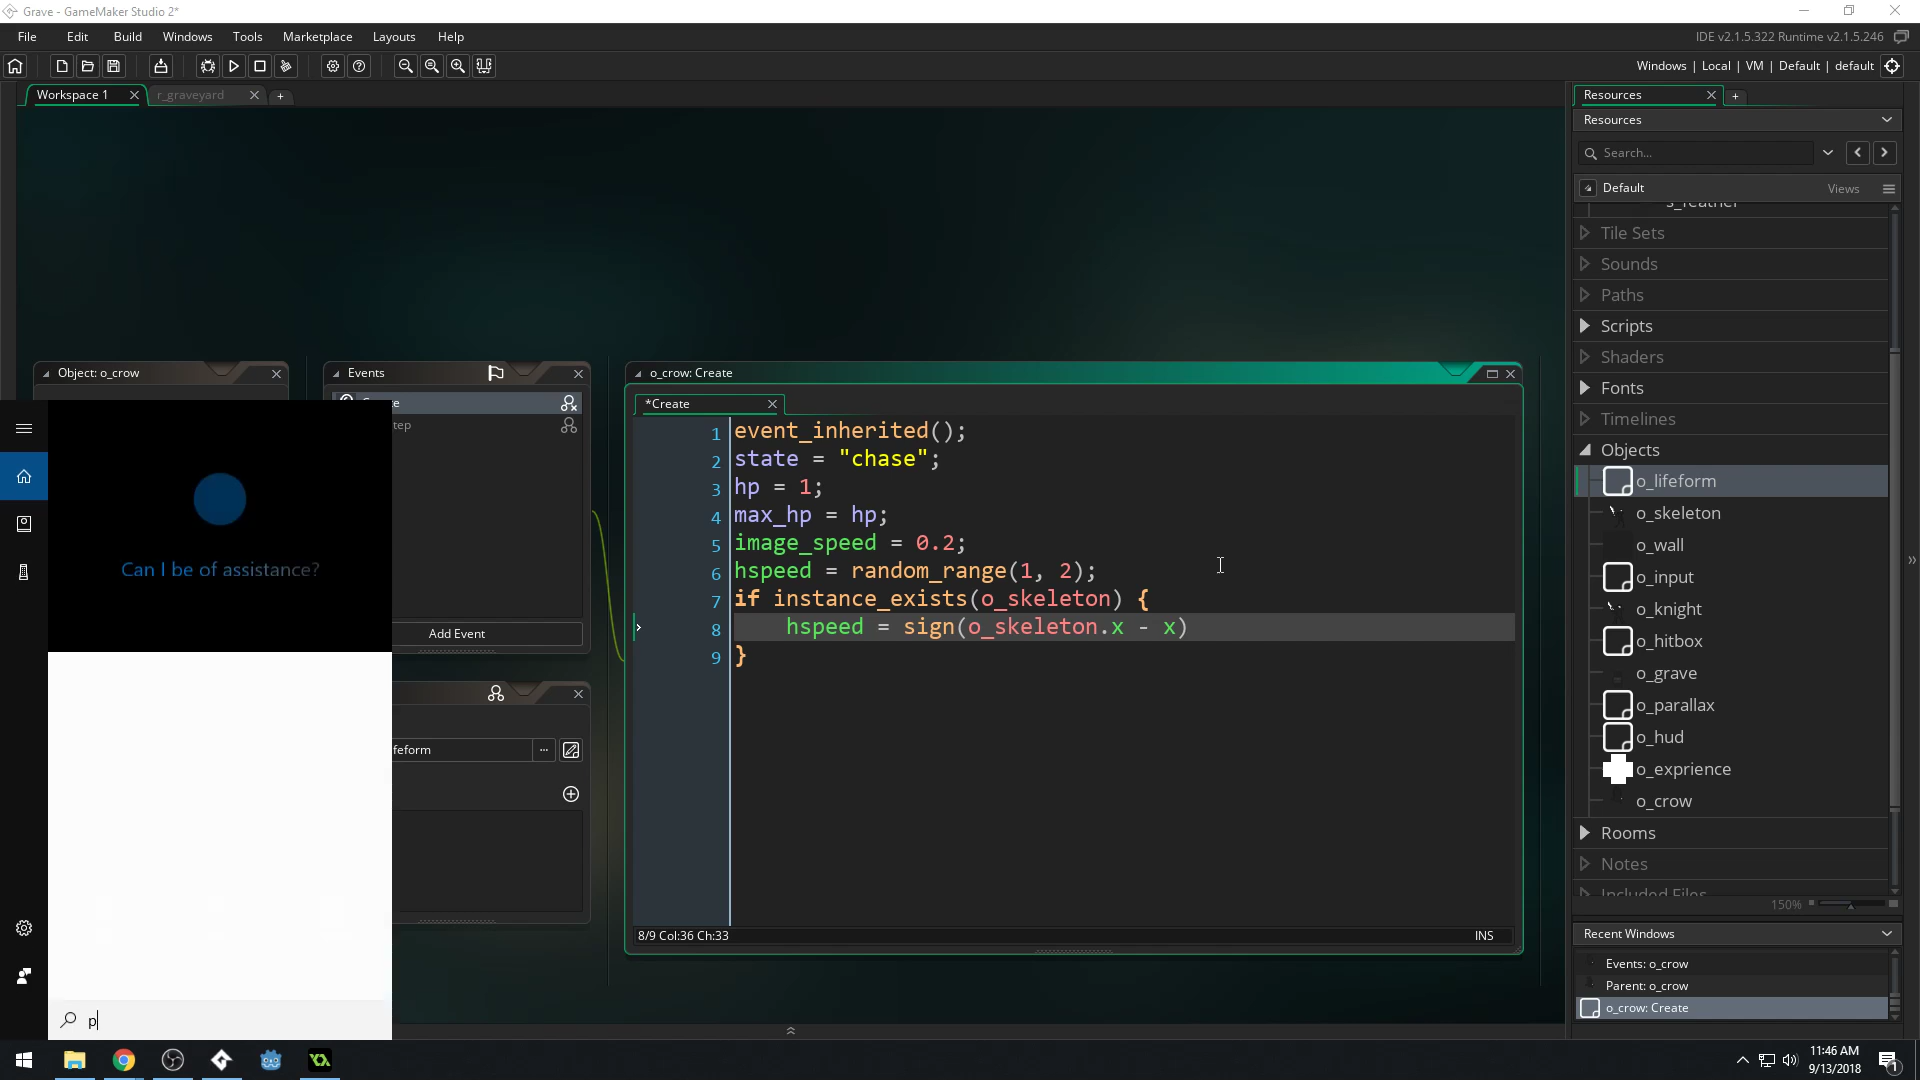 Grave - GameMaker Studio 2*
File Edit Build Windows Tools Marketplace Layouts Help
IDE v2.1.5.322 Runtime v2.1.5.246
Windows | Local | VM | Default | default
Workspace 1
r_graveyard
Resources
Resources
Search...
Default
Views
s_feather
Tile Sets
Sounds
Paths
Scripts
Shaders
Fonts
Timelines
Objects
o_lifeform
o_skeleton
o_wall
o_input
o_knight
o_hitbox
o_grave
o_parallax
o_hud
o_exprience
o_crow
Rooms
Notes
Included Files
150%
Recent Windows
Events: o_crow
Parent: o_crow
o_crow: Create
Object: o_crow
Events
tep
Add Event
feform
o_crow: Create
*Create
1 event_inherited();
2 state = "chase";
3 hp = 1;
4 max_hp = hp;
5 image_speed = 0.2;
6 hspeed = random_range(1, 2);
7 if instance_exists(o_skeleton) {
8 hspeed = sign(o_skeleton.x - x)
9 }
8/9 Col:36 Ch:33
INS
Can I be of assistance?
p
11:46 AM
9/13/2018
1